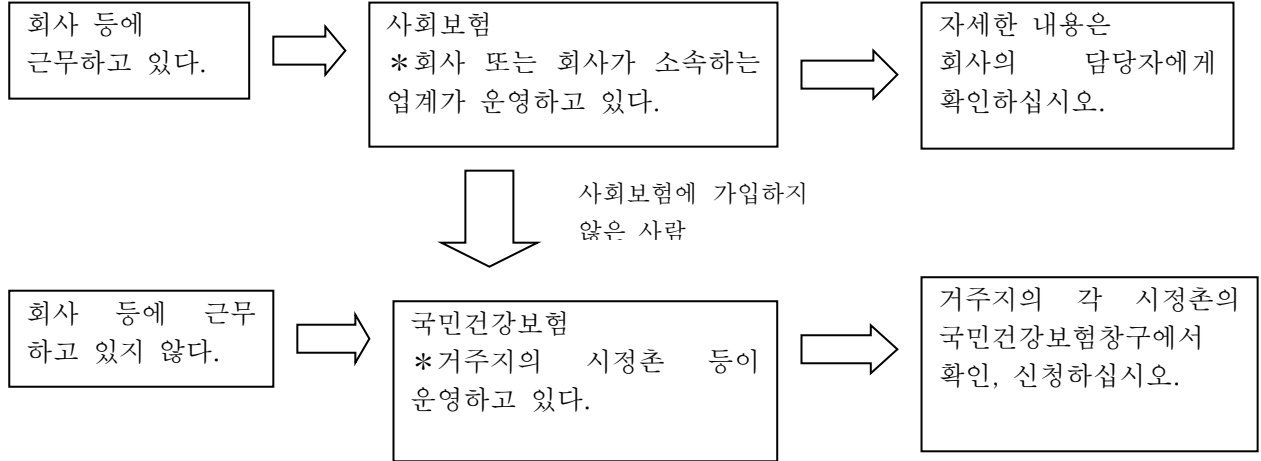 회사 등에
근무하고 있다.
사회보험
＊회사 또는 회사가 소속하는
업계가 운영하고 있다.
자세한 내용은
회사의 담당자에게
확인하십시오.
사회보험에 가입하지
않은 사람
회사 등에 근무
하고 있지 않다.
국민건강보험
＊거주지의 시정촌 등이
운영하고 있다.
거주지의 각 시정촌의
국민건강보험창구에서
확인, 신청하십시오.